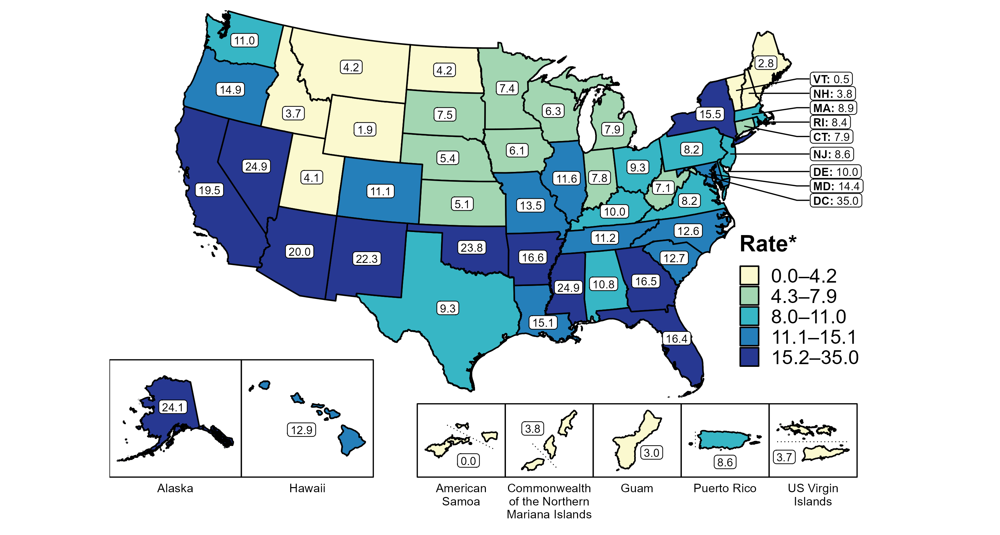 11.0
4.2
4.2
2.8
14.9
7.4
VT: 0.5
NH: 3.8
3.7
7.5
6.3
15.5
MA: 8.9
RI: 8.4
1.9
7.9
CT: 7.9
5.4
6.1
8.2
NJ: 8.6
24.9
4.1
9.3
DE: 10.0
19.5
11.1
11.6
7.8
7.1
MD: 14.4
5.1
13.5
10.0
8.2
DC: 35.0
20.0
22.3
23.8
16.6
11.2
12.6
12.7
9.3
24.9
10.8
16.5
15.1
16.4
Rate*
0.0–4.2
4.3–7.9
8.0–11.0
11.1–15.1
15.2–35.0
24.1
12.9
0.0
3.8
3.0
8.6
3.7
Alaska
Hawaii
American
Samoa
Commonwealth
of the Northern
Mariana Islands
Guam
Puerto Rico
US Virgin
Islands